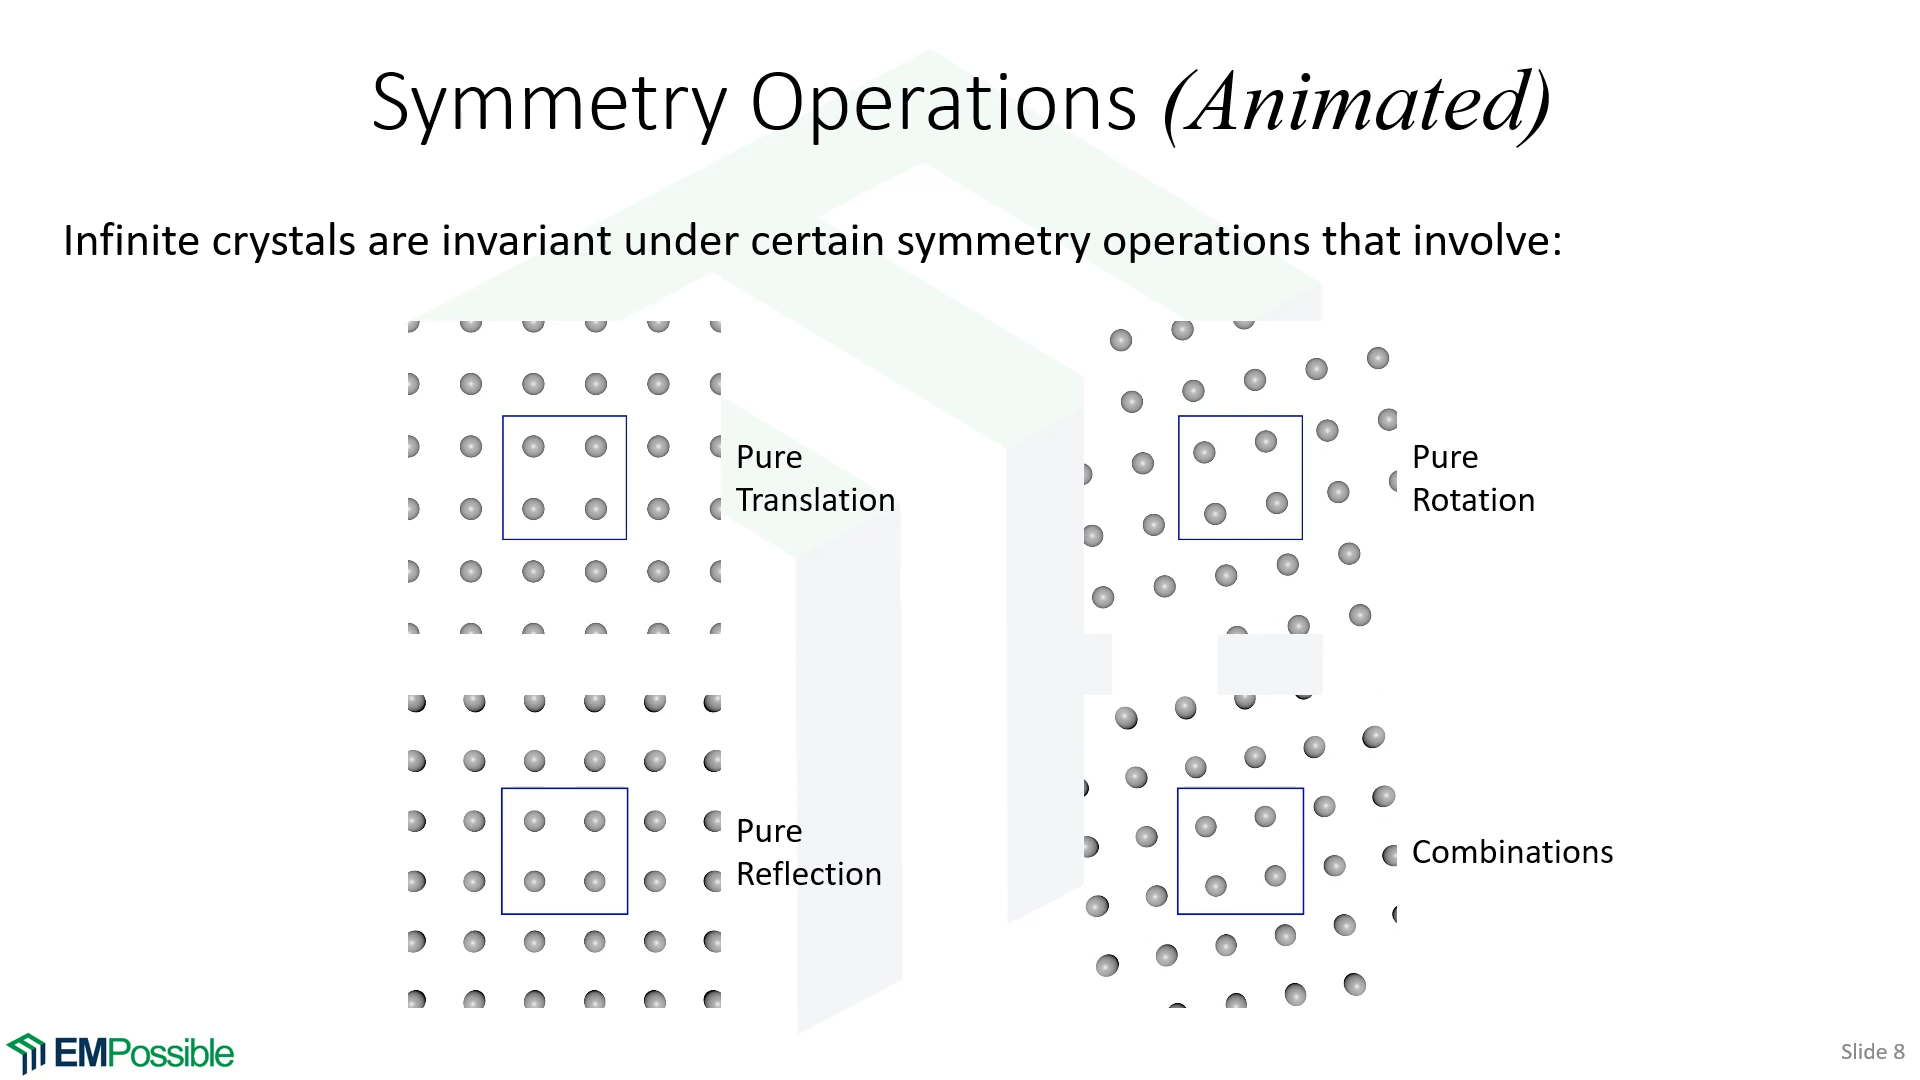 Symmetry Operations (Animated)
Infinite crystals are invariant under certain symmetry operations that involve:
Pure
Translation
Pure
Rotation
Pure
Reflection
Combinations
EMPossible
Slide 8